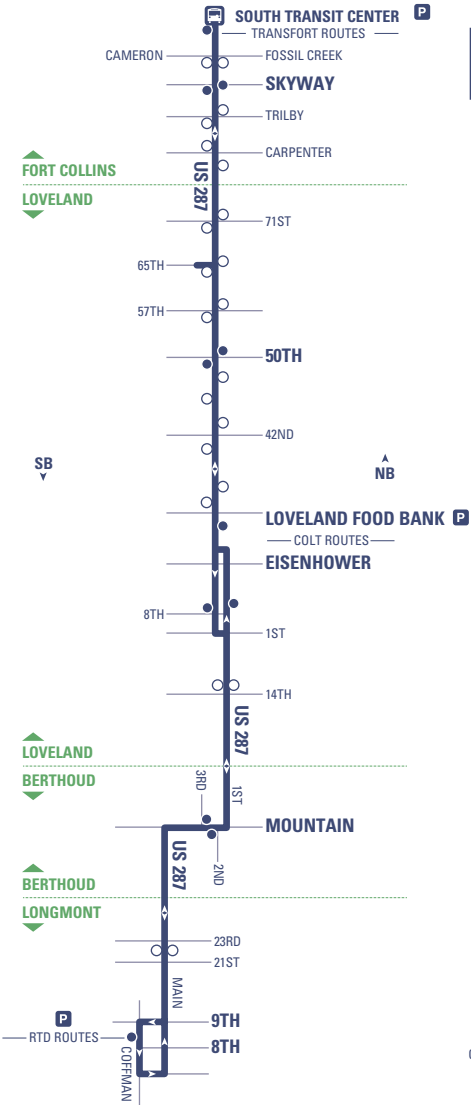 SOUTH TRANSIT CENTER P
TRANSFORT ROUTES
CAMERON
FOSSIL CREEK
SKYWAY
TRILBY
CARPENTER
FORT COLLINS
US 287
LOVELAND
71ST
65TH
57TH
50TH
42ND
SB
NB
LOVELAND FOOD BANK P
COLT ROUTES
EISENHOWER
8TH
1ST
14TH
US 287
LOVELAND
BERTHOUD
3RD
1ST
MOUNTAIN
2ND
US 287
BERTHOUD
LONGMONT
23RD
21ST
MAIN
P
9TH
RTD ROUTES
8TH
COFFMAN